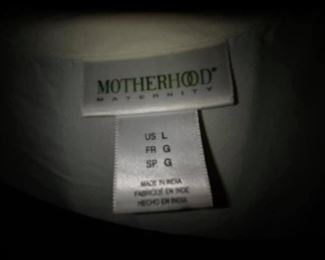 MOTHERHOOD®
MATERNITY
US L
FR G
SP G
MADE IN INDIA
FABRIQUÉ EN INDE
HECHO EN INDIA